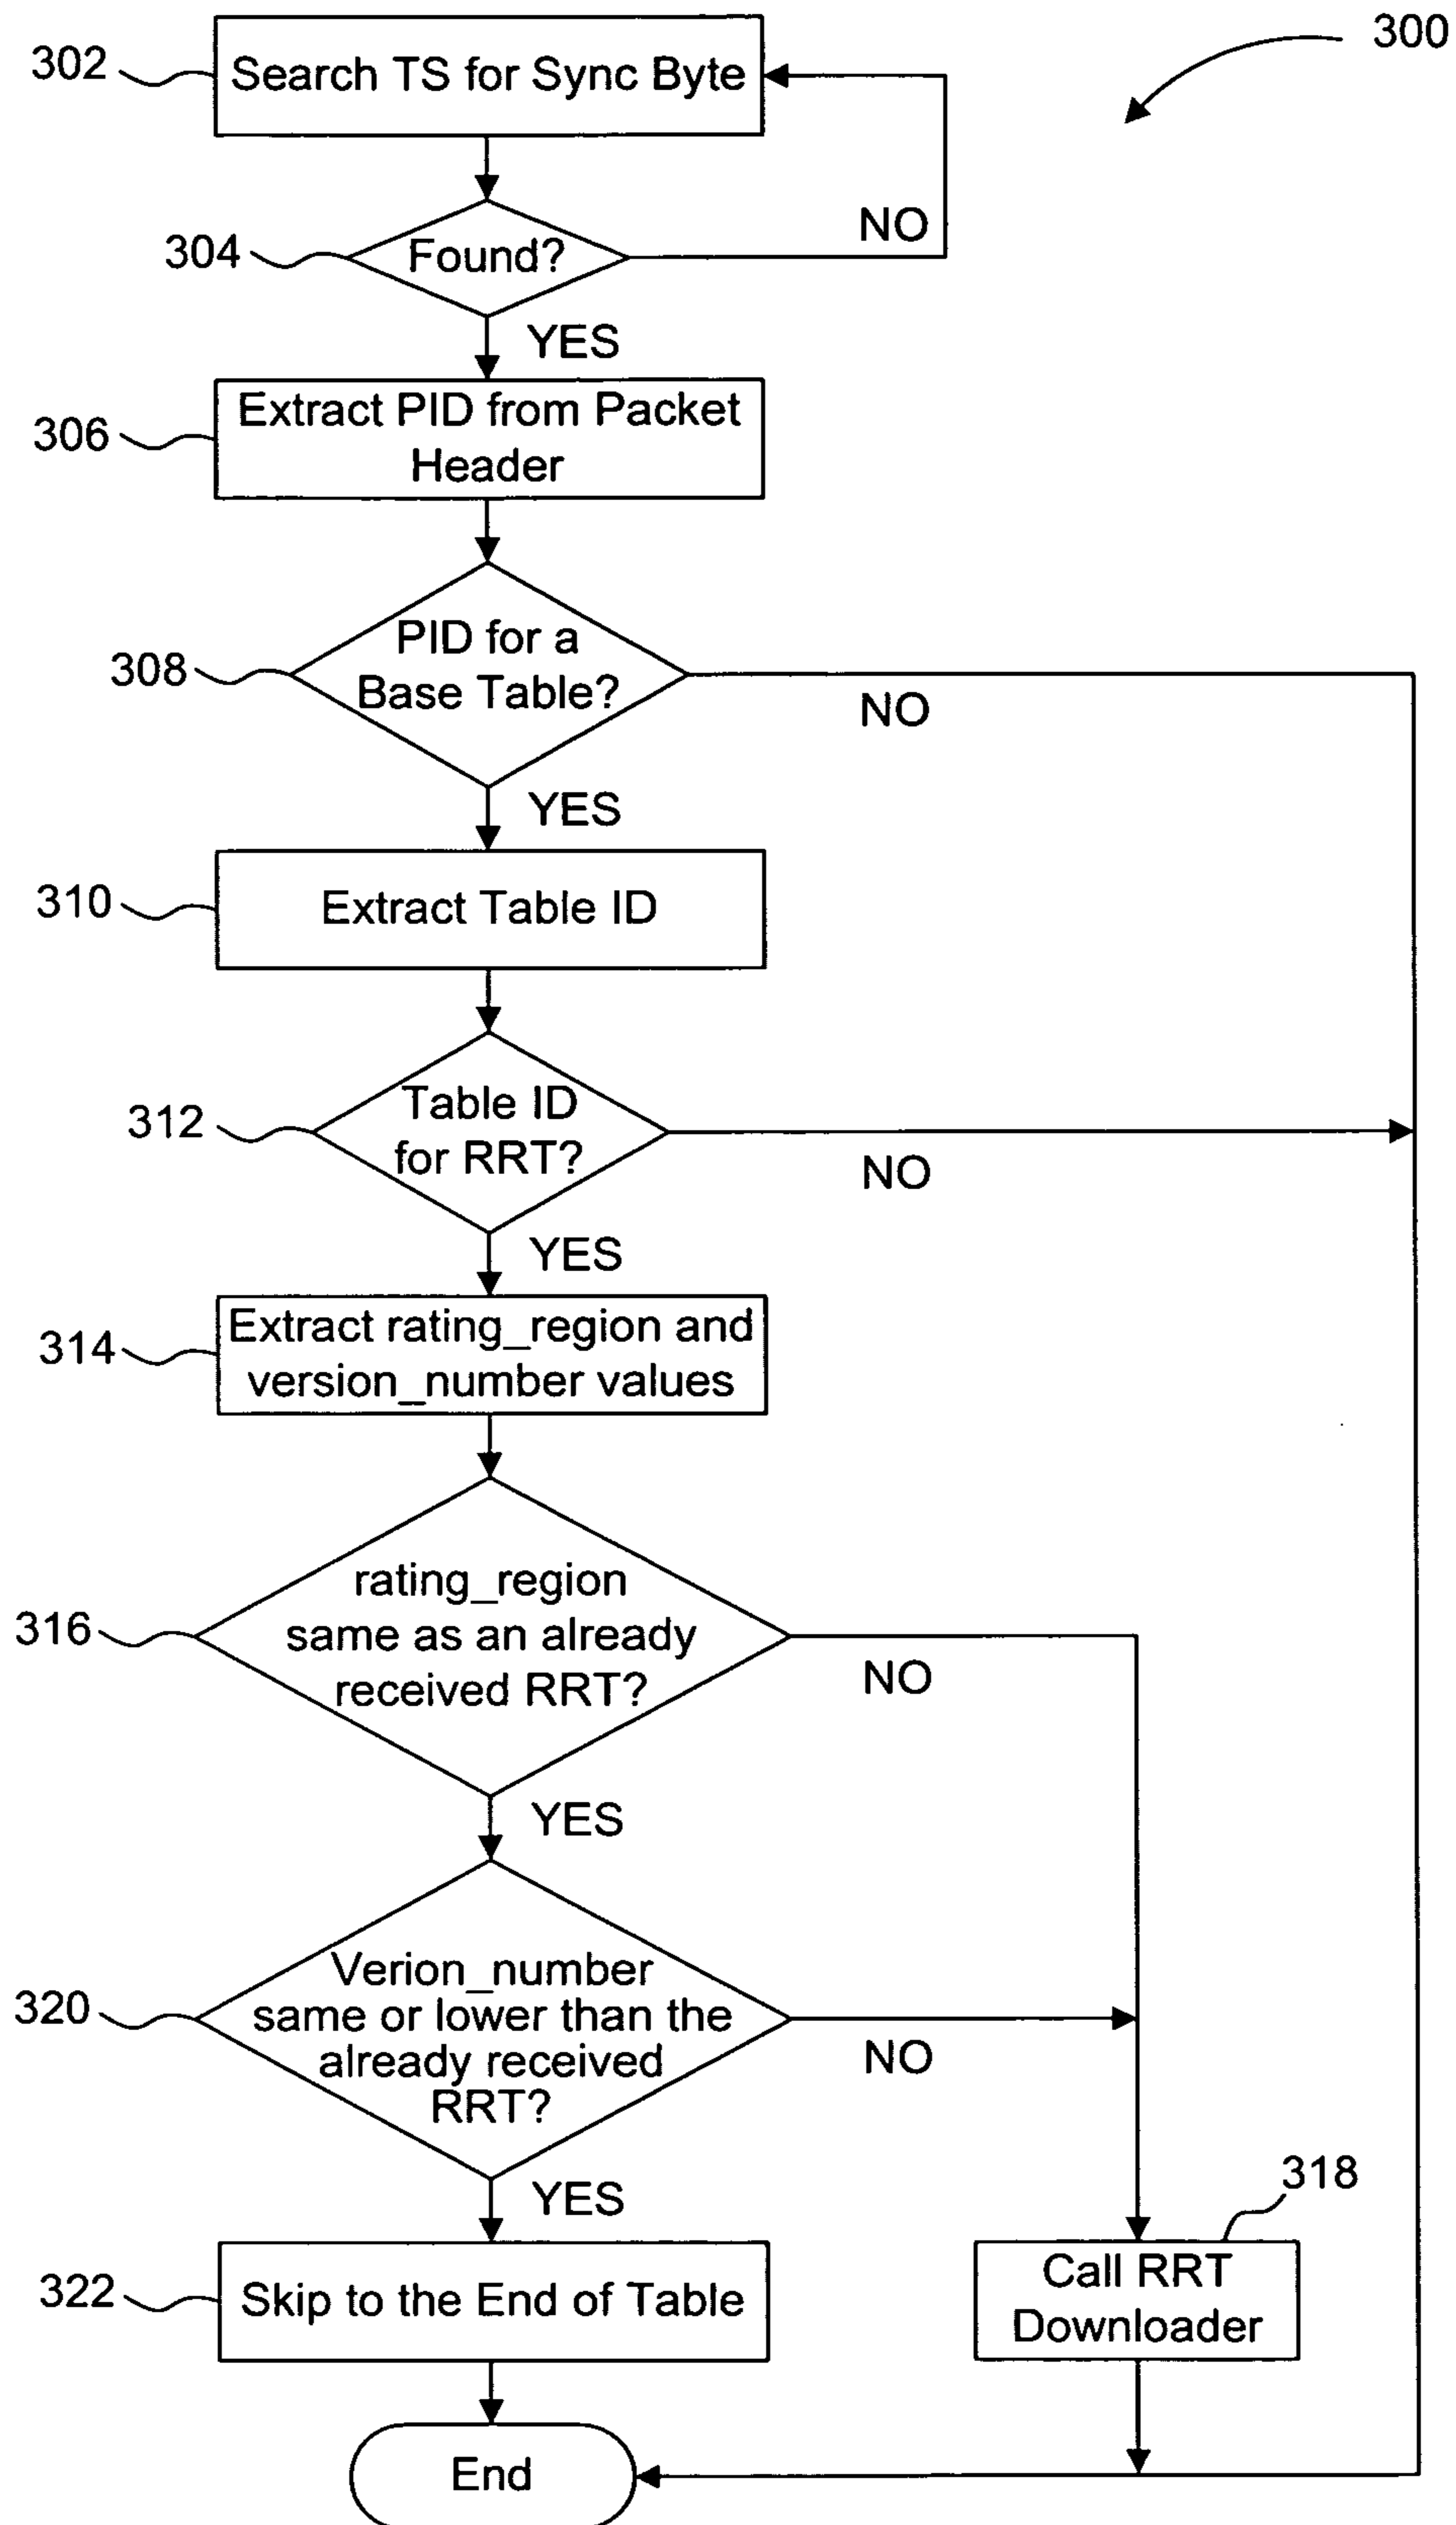 300
302
Search TS for Sync Byte
304
Found?
NO
YES
306
Extract PID from Packet
Header
308
PID for a
Base Table?
NO
YES
310
Extract Table ID
312
Table ID
for RRT?
NO
YES
314
Extract rating_region and
version_number values
316
rating_region
same as an already
received RRT?
NO
YES
320
Verion_number
same or lower than the
already received
RRT?
NO
YES
318
322
Skip to the End of Table
Call RRT
Downloader
End